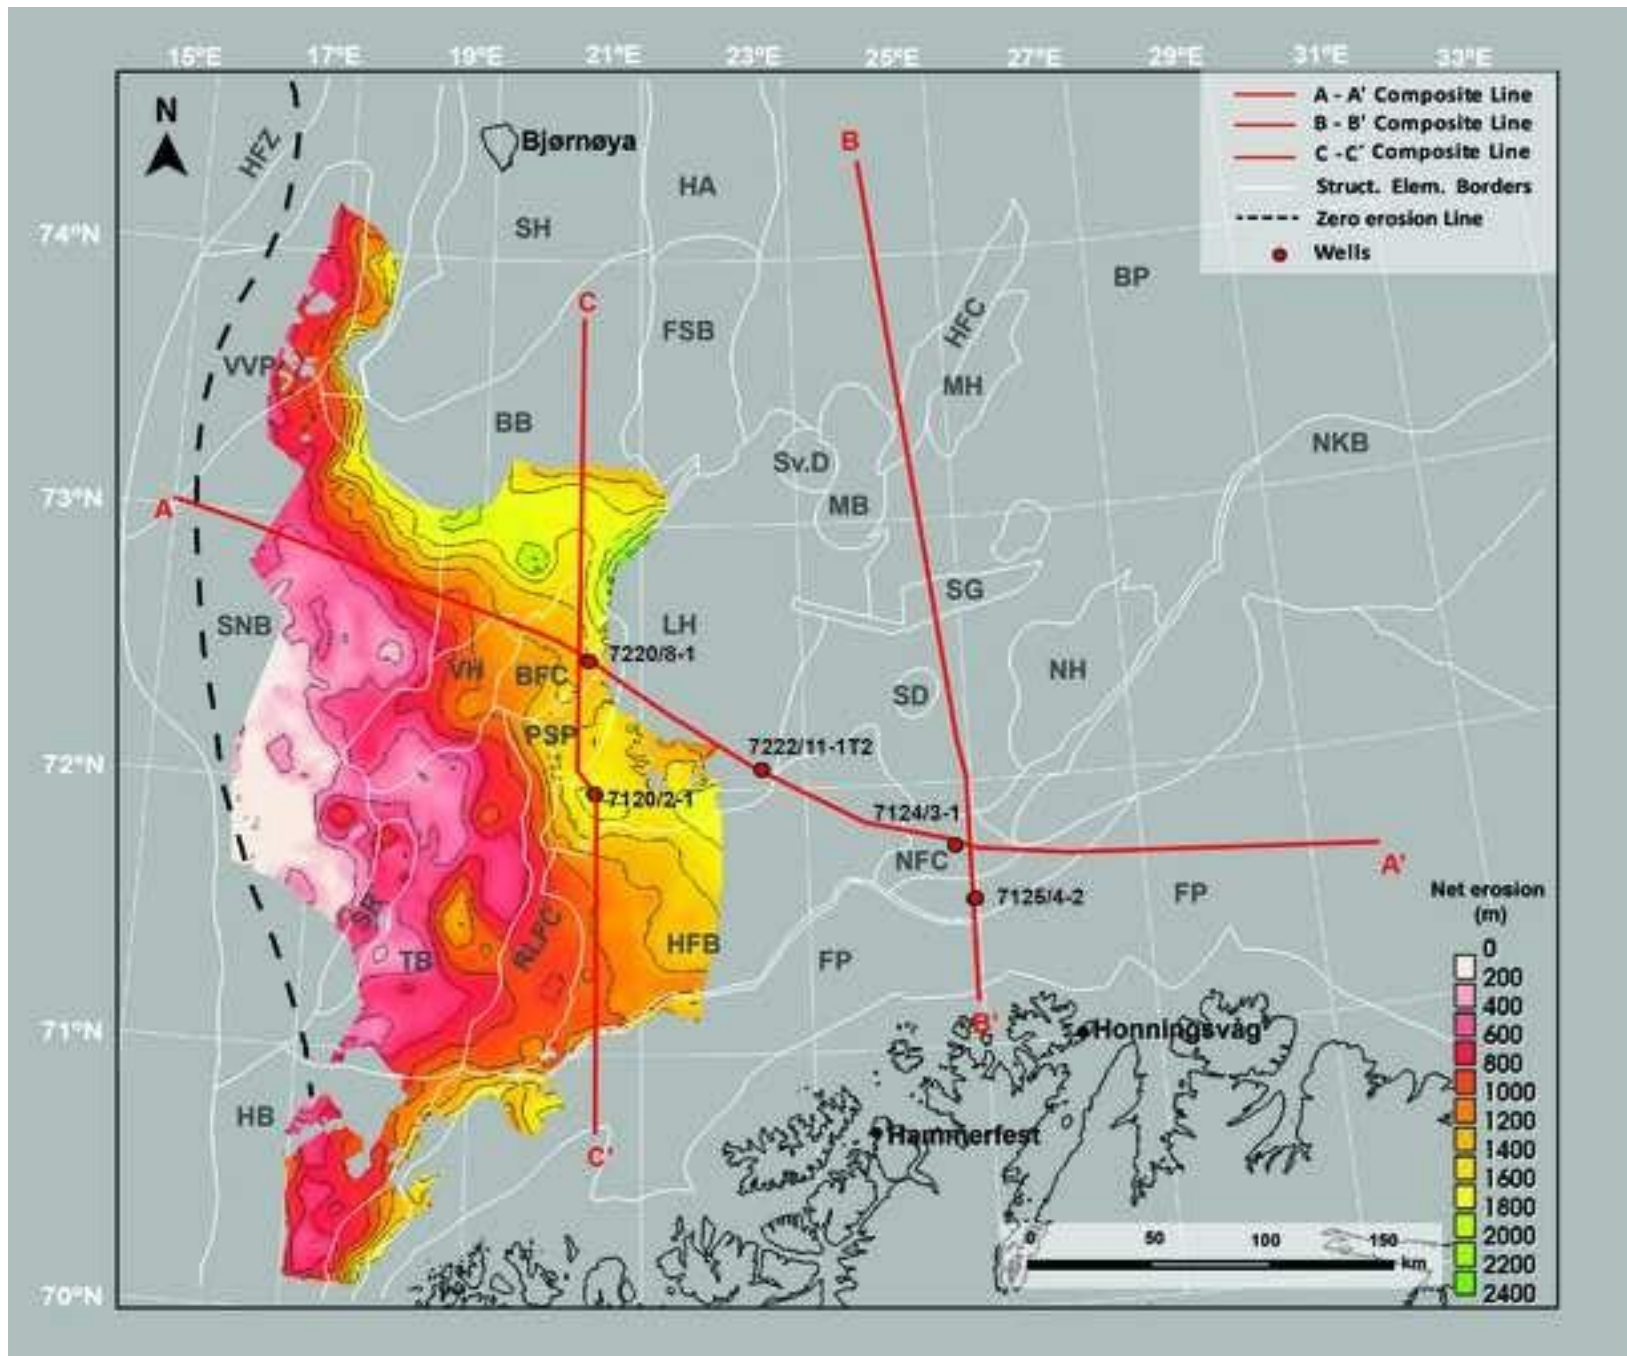 15°E 17°E 19°E 21°E 23°E 25°E 27°E 29°E 31°E 33°E
A - A' Composite Line
B - B' Composite Line
C - C' Composite Line
Struct. Elem. Borders
Zero erosion Line
Wells
N
HFZ
Bjørnøya
B
HA
SH
74°N
BP
C
HFC
FSB
VVP
MH
BB
NKB
Sv.D
73°N
A
MB
SG
SNB
LH
7220/8-1
VH
BFC
SD
NH
PSP
7222/11-1T2
72°N
7120/2-1
7124/3-1
NFC
A'
7125/4-2
FP
Net erosion
(m)
SR
HFB
RLFC
TB
FP
0
200
400
600
800
1000
1200
1400
1600
1800
2000
2200
2400
71°N
B'
Honningsvåg
HB
Hammerfest
C'
0 50 100 150
km
70°N